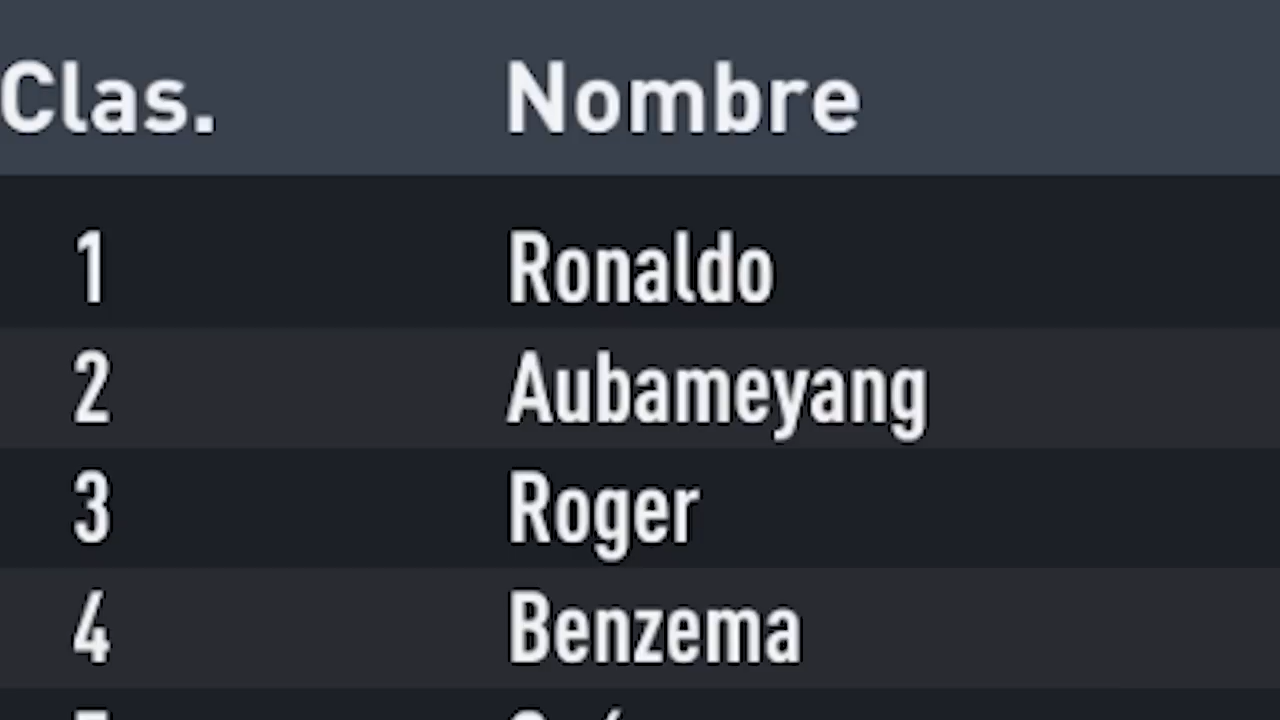 Clas. Nombre
1 Ronaldo
2 Aubameyang
3 Roger
4 Benzema